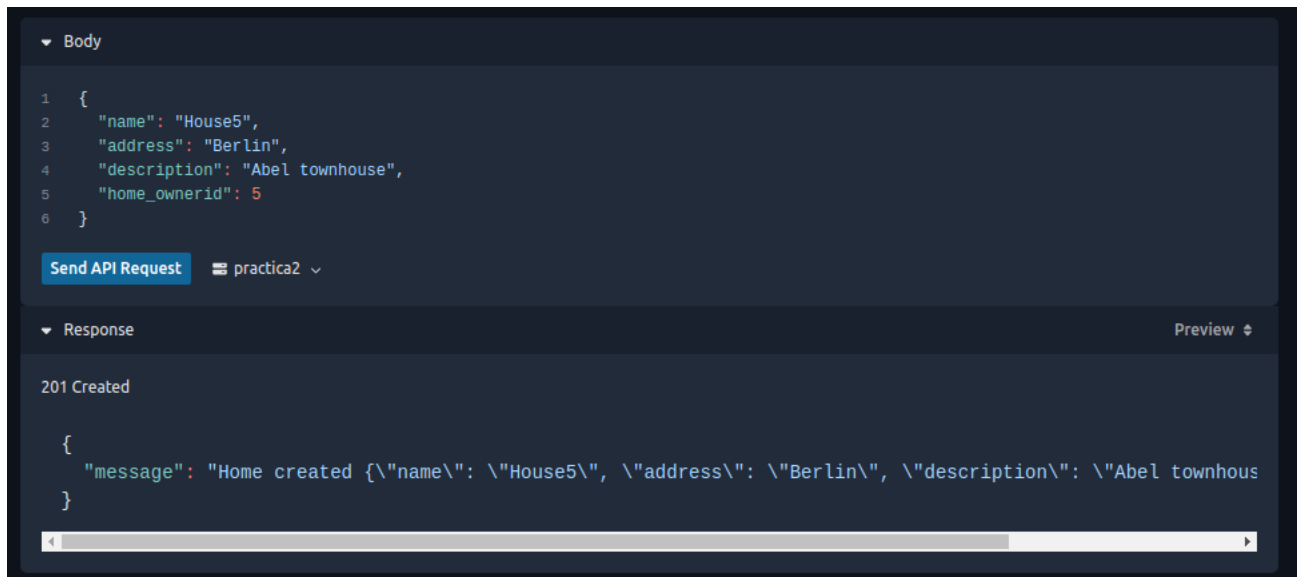 Body
1 {
2 "name": "House5",
3 "address": "Berlin",
4 "description": "Abel townhouse",
5 "home_ownerid": 5
6 }
Send API Request practica2
Response Preview
201 Created
{
"message": "Home created {\"name\": \"House5\", \"address\": \"Berlin\", \"description\": \"Abel townhous
}